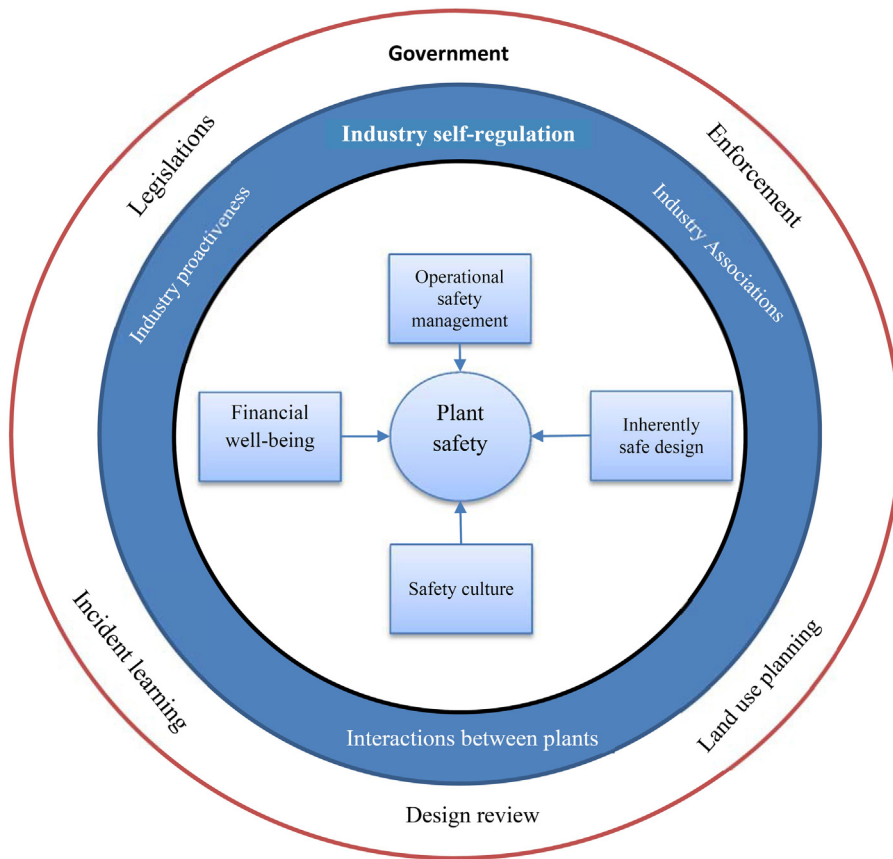 Government
Legislations
Enforcement
Industry self-regulation
Industry proactiveness
Industry Associations
Operational
safety
management
Financial
well-being
Plant
safety
Inherently
safe design
Safety culture
Incident learning
Land use planning
Interactions between plants
Design review